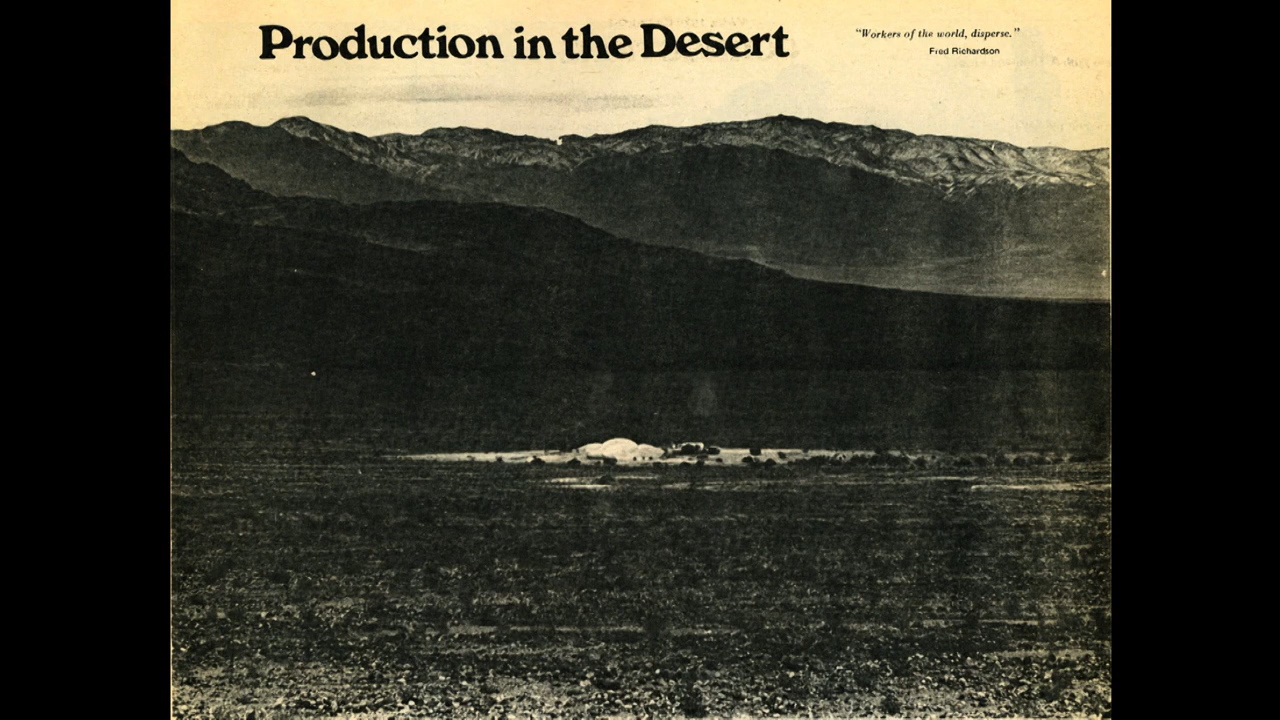 Production in the Desert
"Workers of the world, disperse."
Fred Richardson